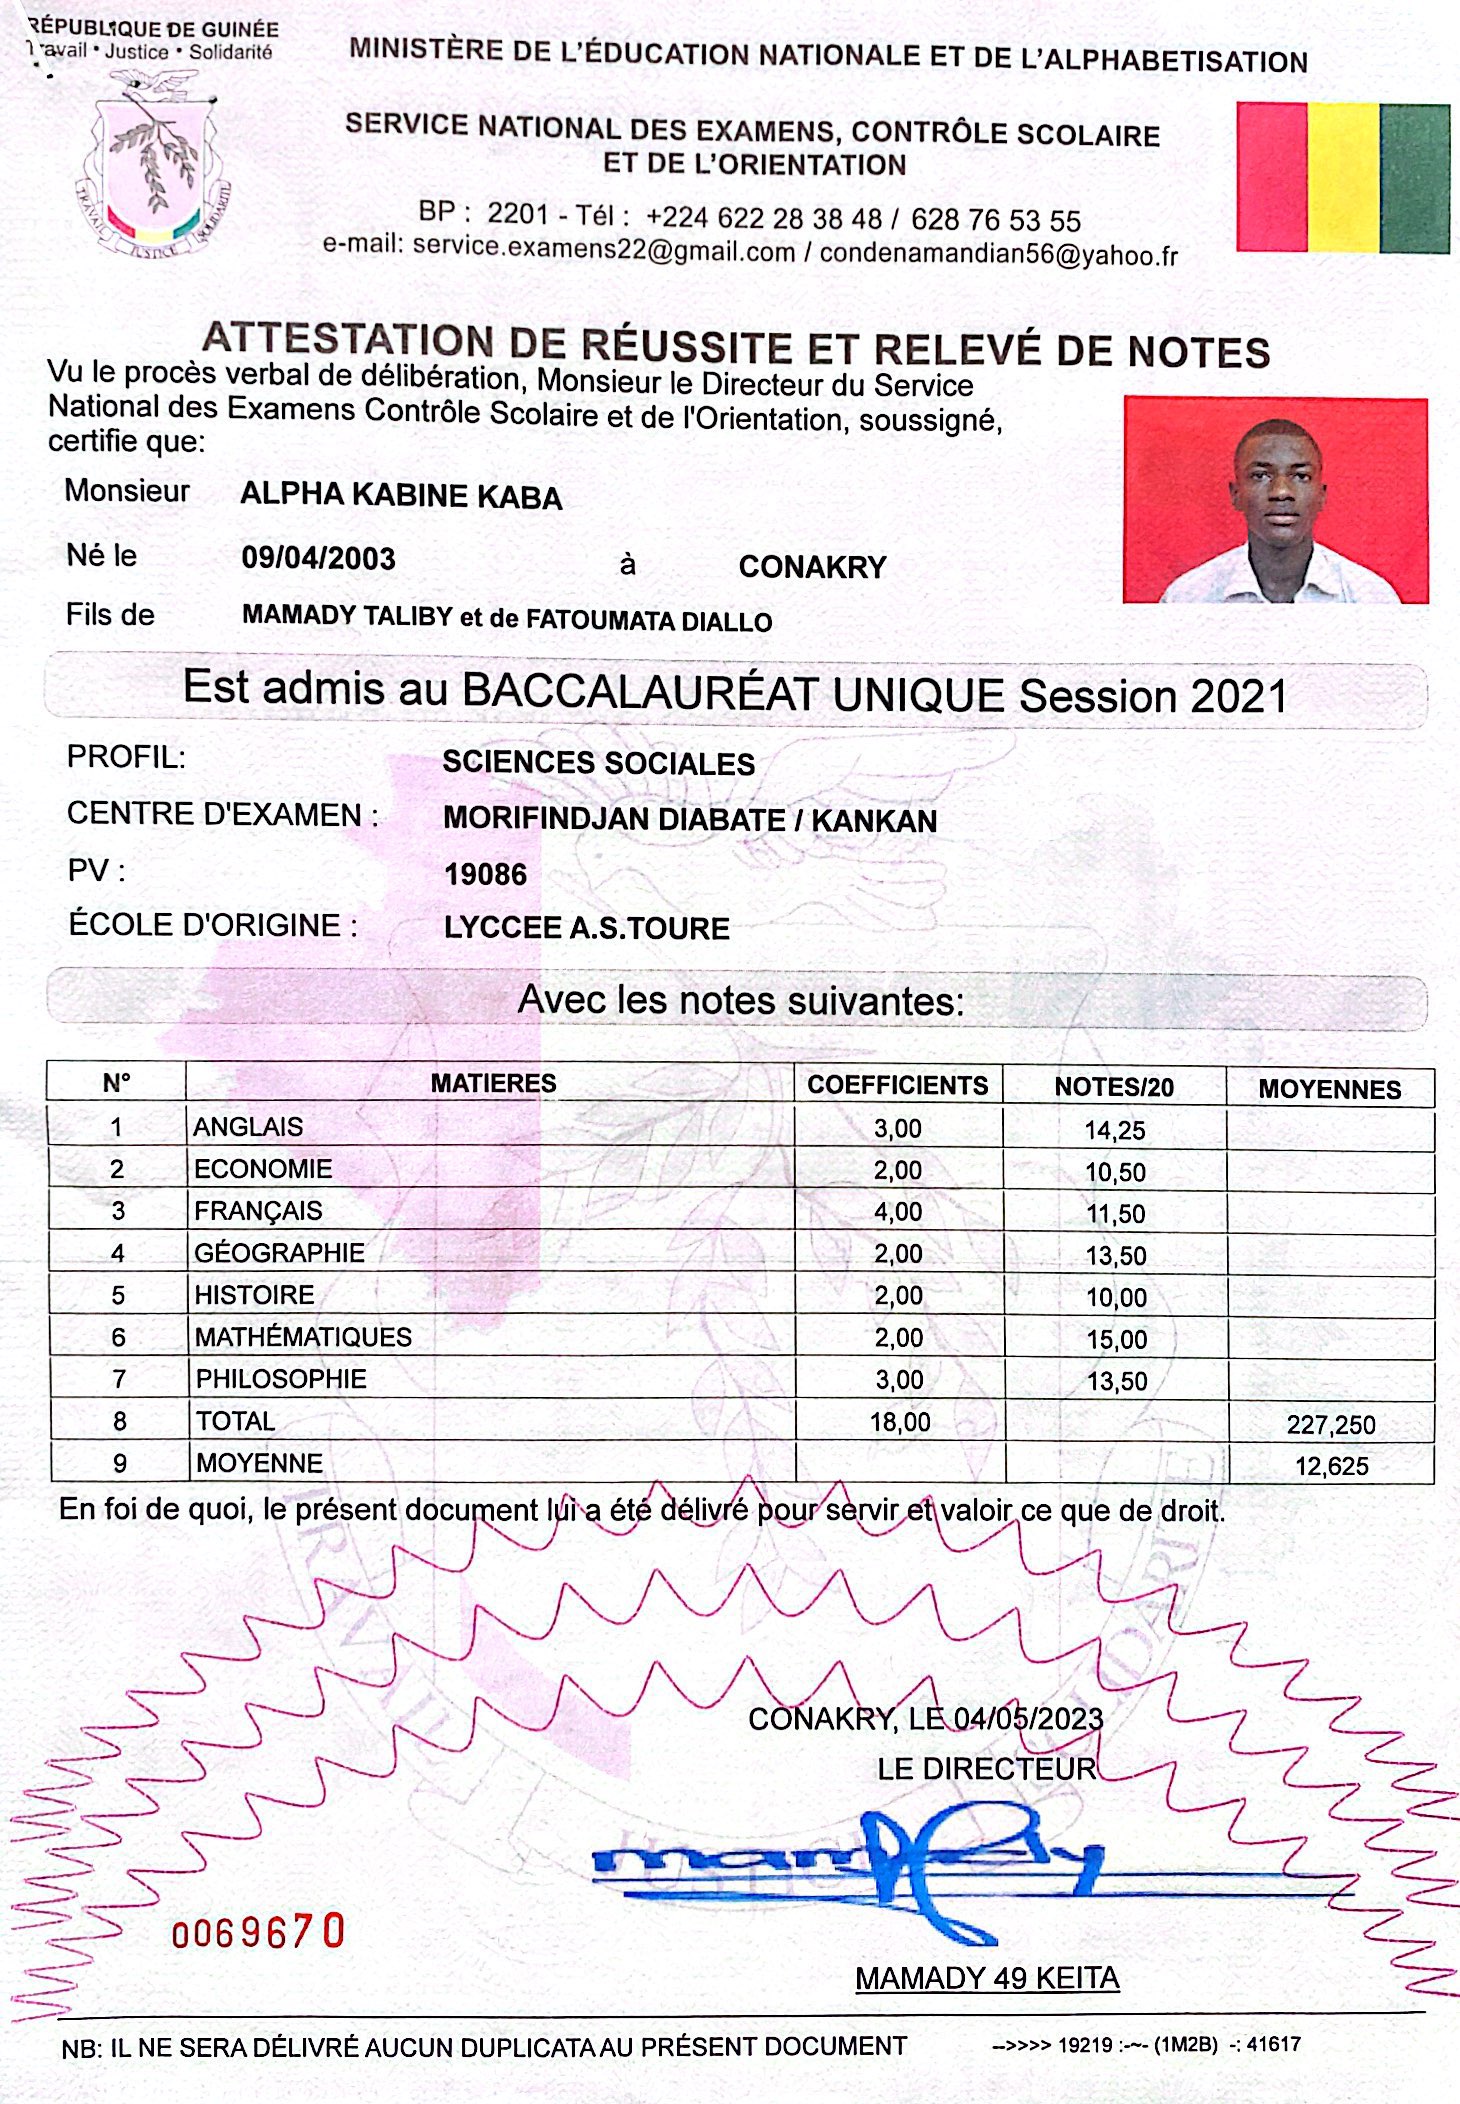 RÉPUBLIQUE DE GUINÉE
Travail • Justice • Solidarité
TRAVAIL JUSTICE SOLIDARITÉ
MINISTÈRE DE L'ÉDUCATION NATIONALE ET DE L'ALPHABETISATION
SERVICE NATIONAL DES EXAMENS, CONTRÔLE SCOLAIRE
ET DE L'ORIENTATION
BP : 2201 - Tél : +224 622 28 38 48 / 628 76 53 55
e-mail: service.examens22@gmail.com / condenamandian56@yahoo.fr
ATTESTATION DE RÉUSSITE ET RELEVÉ DE NOTES
Vu le procès verbal de délibération, Monsieur le Directeur du Service
National des Examens Contrôle Scolaire et de l'Orientation, soussigné,
certifie que:
Monsieur ALPHA KABINE KABA
Né le 09/04/2003 à CONAKRY
Fils de MAMADY TALIBY et de FATOUMATA DIALLO
Est admis au BACCALAURÉAT UNIQUE Session 2021
PROFIL: SCIENCES SOCIALES
CENTRE D'EXAMEN : MORIFINDJAN DIABATE / KANKAN
PV : 19086
ÉCOLE D'ORIGINE : LYCCEE A.S.TOURE
Avec les notes suivantes:
N° MATIERES COEFFICIENTS NOTES/20 MOYENNES
1 ANGLAIS 3,00 14,25
2 ECONOMIE 2,00 10,50
3 FRANÇAIS 4,00 11,50
4 GÉOGRAPHIE 2,00 13,50
5 HISTOIRE 2,00 10,00
6 MATHÉMATIQUES 2,00 15,00
7 PHILOSOPHIE 3,00 13,50
8 TOTAL 18,00 227,250
9 MOYENNE 12,625
En foi de quoi, le présent document lui a été délivré pour servir et valoir ce que de droit.
CONAKRY, LE 04/05/2023
LE DIRECTEUR
0069670
MAMADY 49 KEITA
NB: IL NE SERA DÉLIVRÉ AUCUN DUPLICATA AU PRÉSENT DOCUMENT -->>>> 19219 :-~- (1M2B) -: 41617